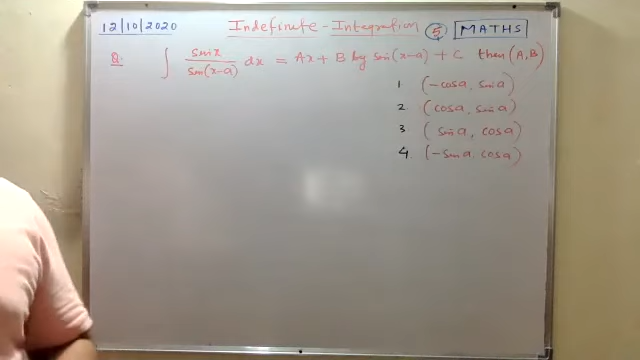 12/10/2020 Indefinite-Integration 5 MATHS
Q. ∫ sinx/sin(x-a) dx = Ax + B log sin(x-a) + C then (A, B)
1 (-cosa, sina)
2. (cosa, sina)
3 (sina, cosa)
4. (-sina cosa)